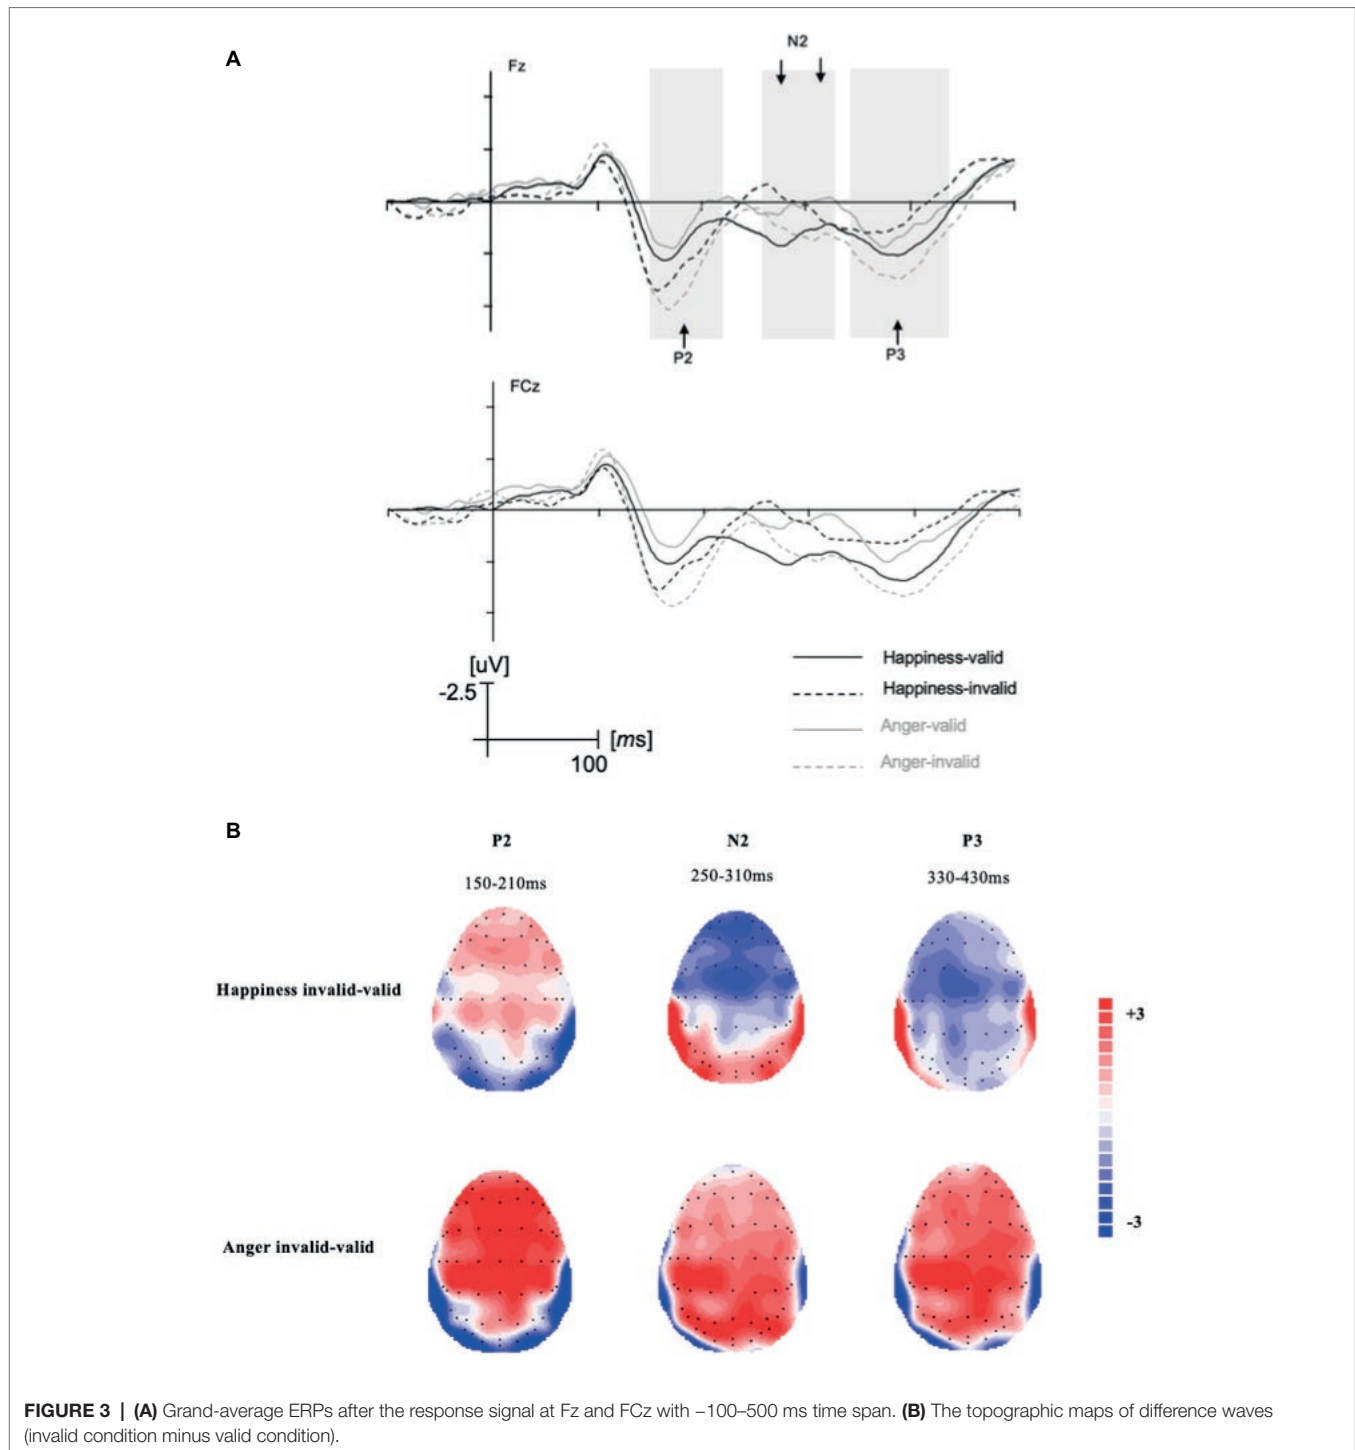 A
Fz
N2
P2
P3
FCz
[uV]
-2.5
[ms]
100
Happiness-valid
Happiness-invalid
Anger-valid
Anger-invalid
B
P2 N2 P3
150-210ms 250-310ms 330-430ms
Happiness invalid-valid
+3
-3
Anger invalid-valid
FIGURE 3 | (A) Grand-average ERPs after the response signal at Fz and FCz with −100–500 ms time span. (B) The topographic maps of difference waves
(invalid condition minus valid condition).